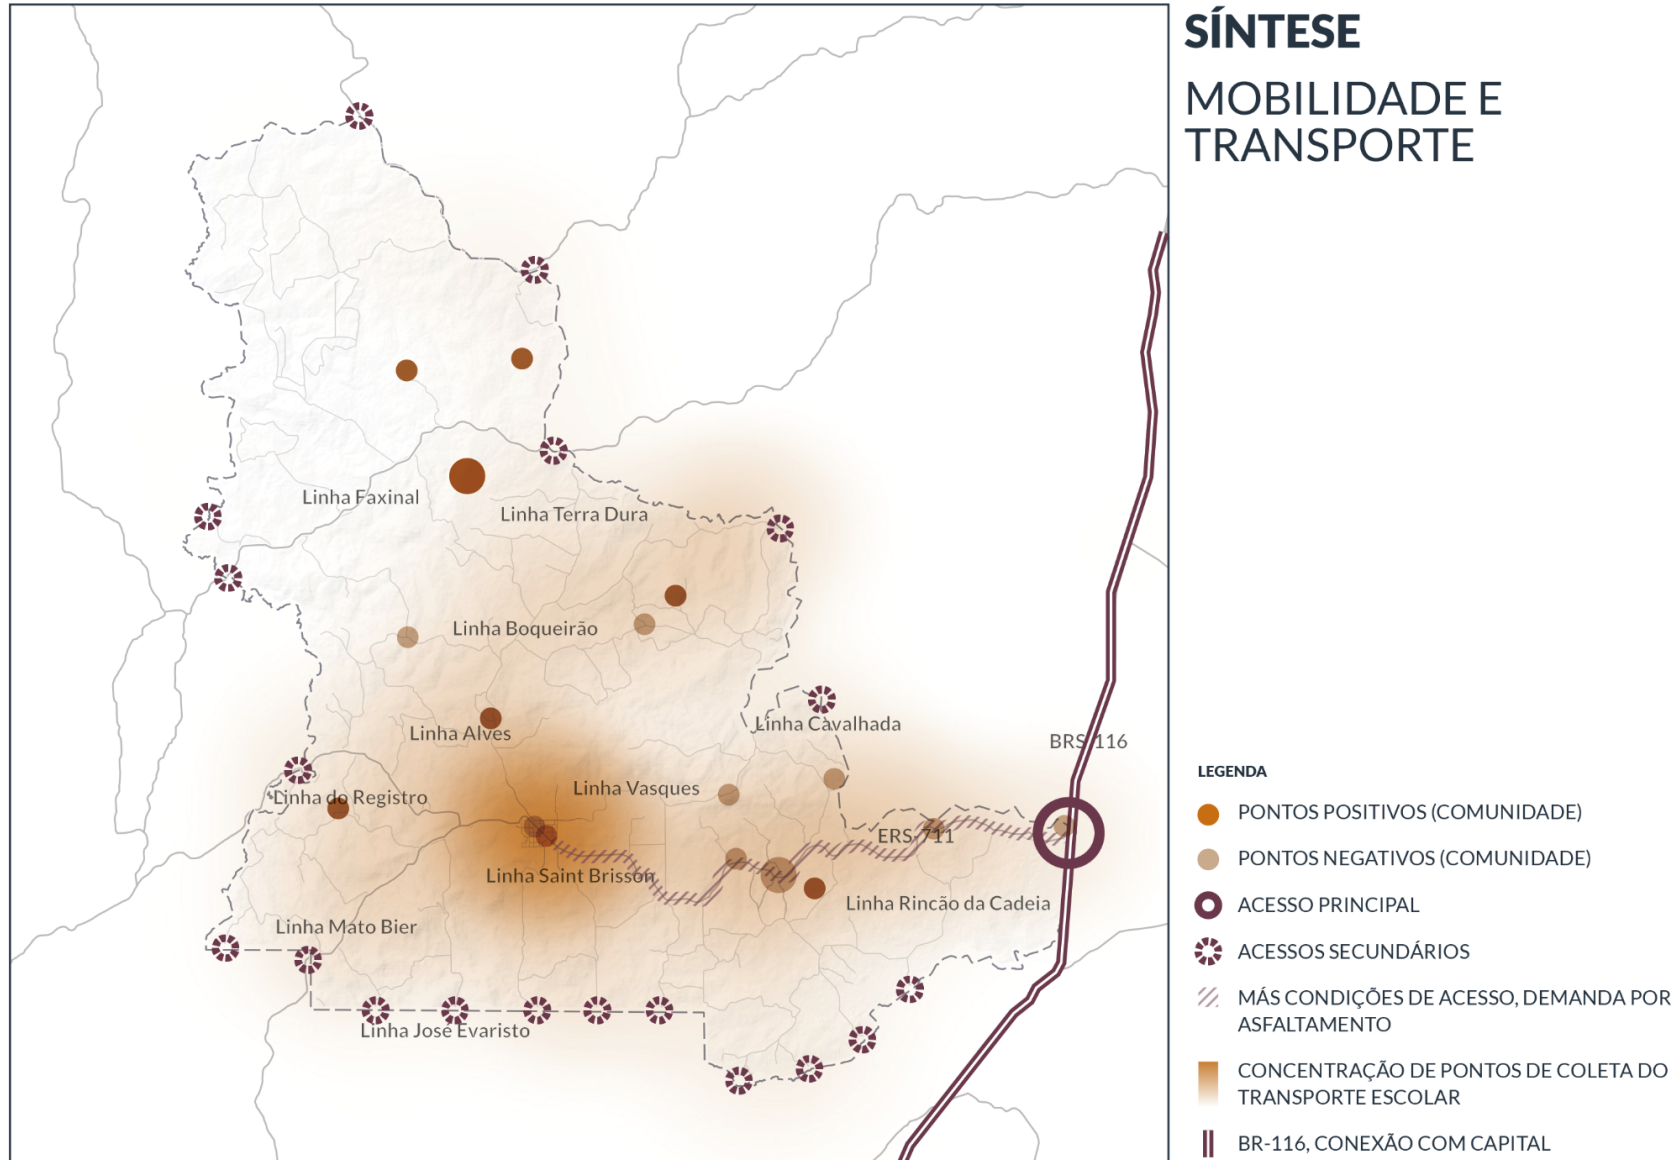 SÍNTESE
MOBILIDADE E
TRANSPORTE
Linha Faxinal
Linha Terra Dura
Linha Boqueirão
Linha Alves
Linha Cavalhada
BRS-116
Linha do Registro
Linha Vasques
ERS-711
Linha Saint Brisson
Linha Rincão da Cadeia
Linha Mato Bier
Linha José Evaristo
LEGENDA
PONTOS POSITIVOS (COMUNIDADE)
PONTOS NEGATIVOS (COMUNIDADE)
ACESSO PRINCIPAL
ACESSOS SECUNDÁRIOS
MÁS CONDIÇÕES DE ACESSO, DEMANDA POR
ASFALTAMENTO
CONCENTRAÇÃO DE PONTOS DE COLETA DO
TRANSPORTE ESCOLAR
BR-116, CONEXÃO COM CAPITAL